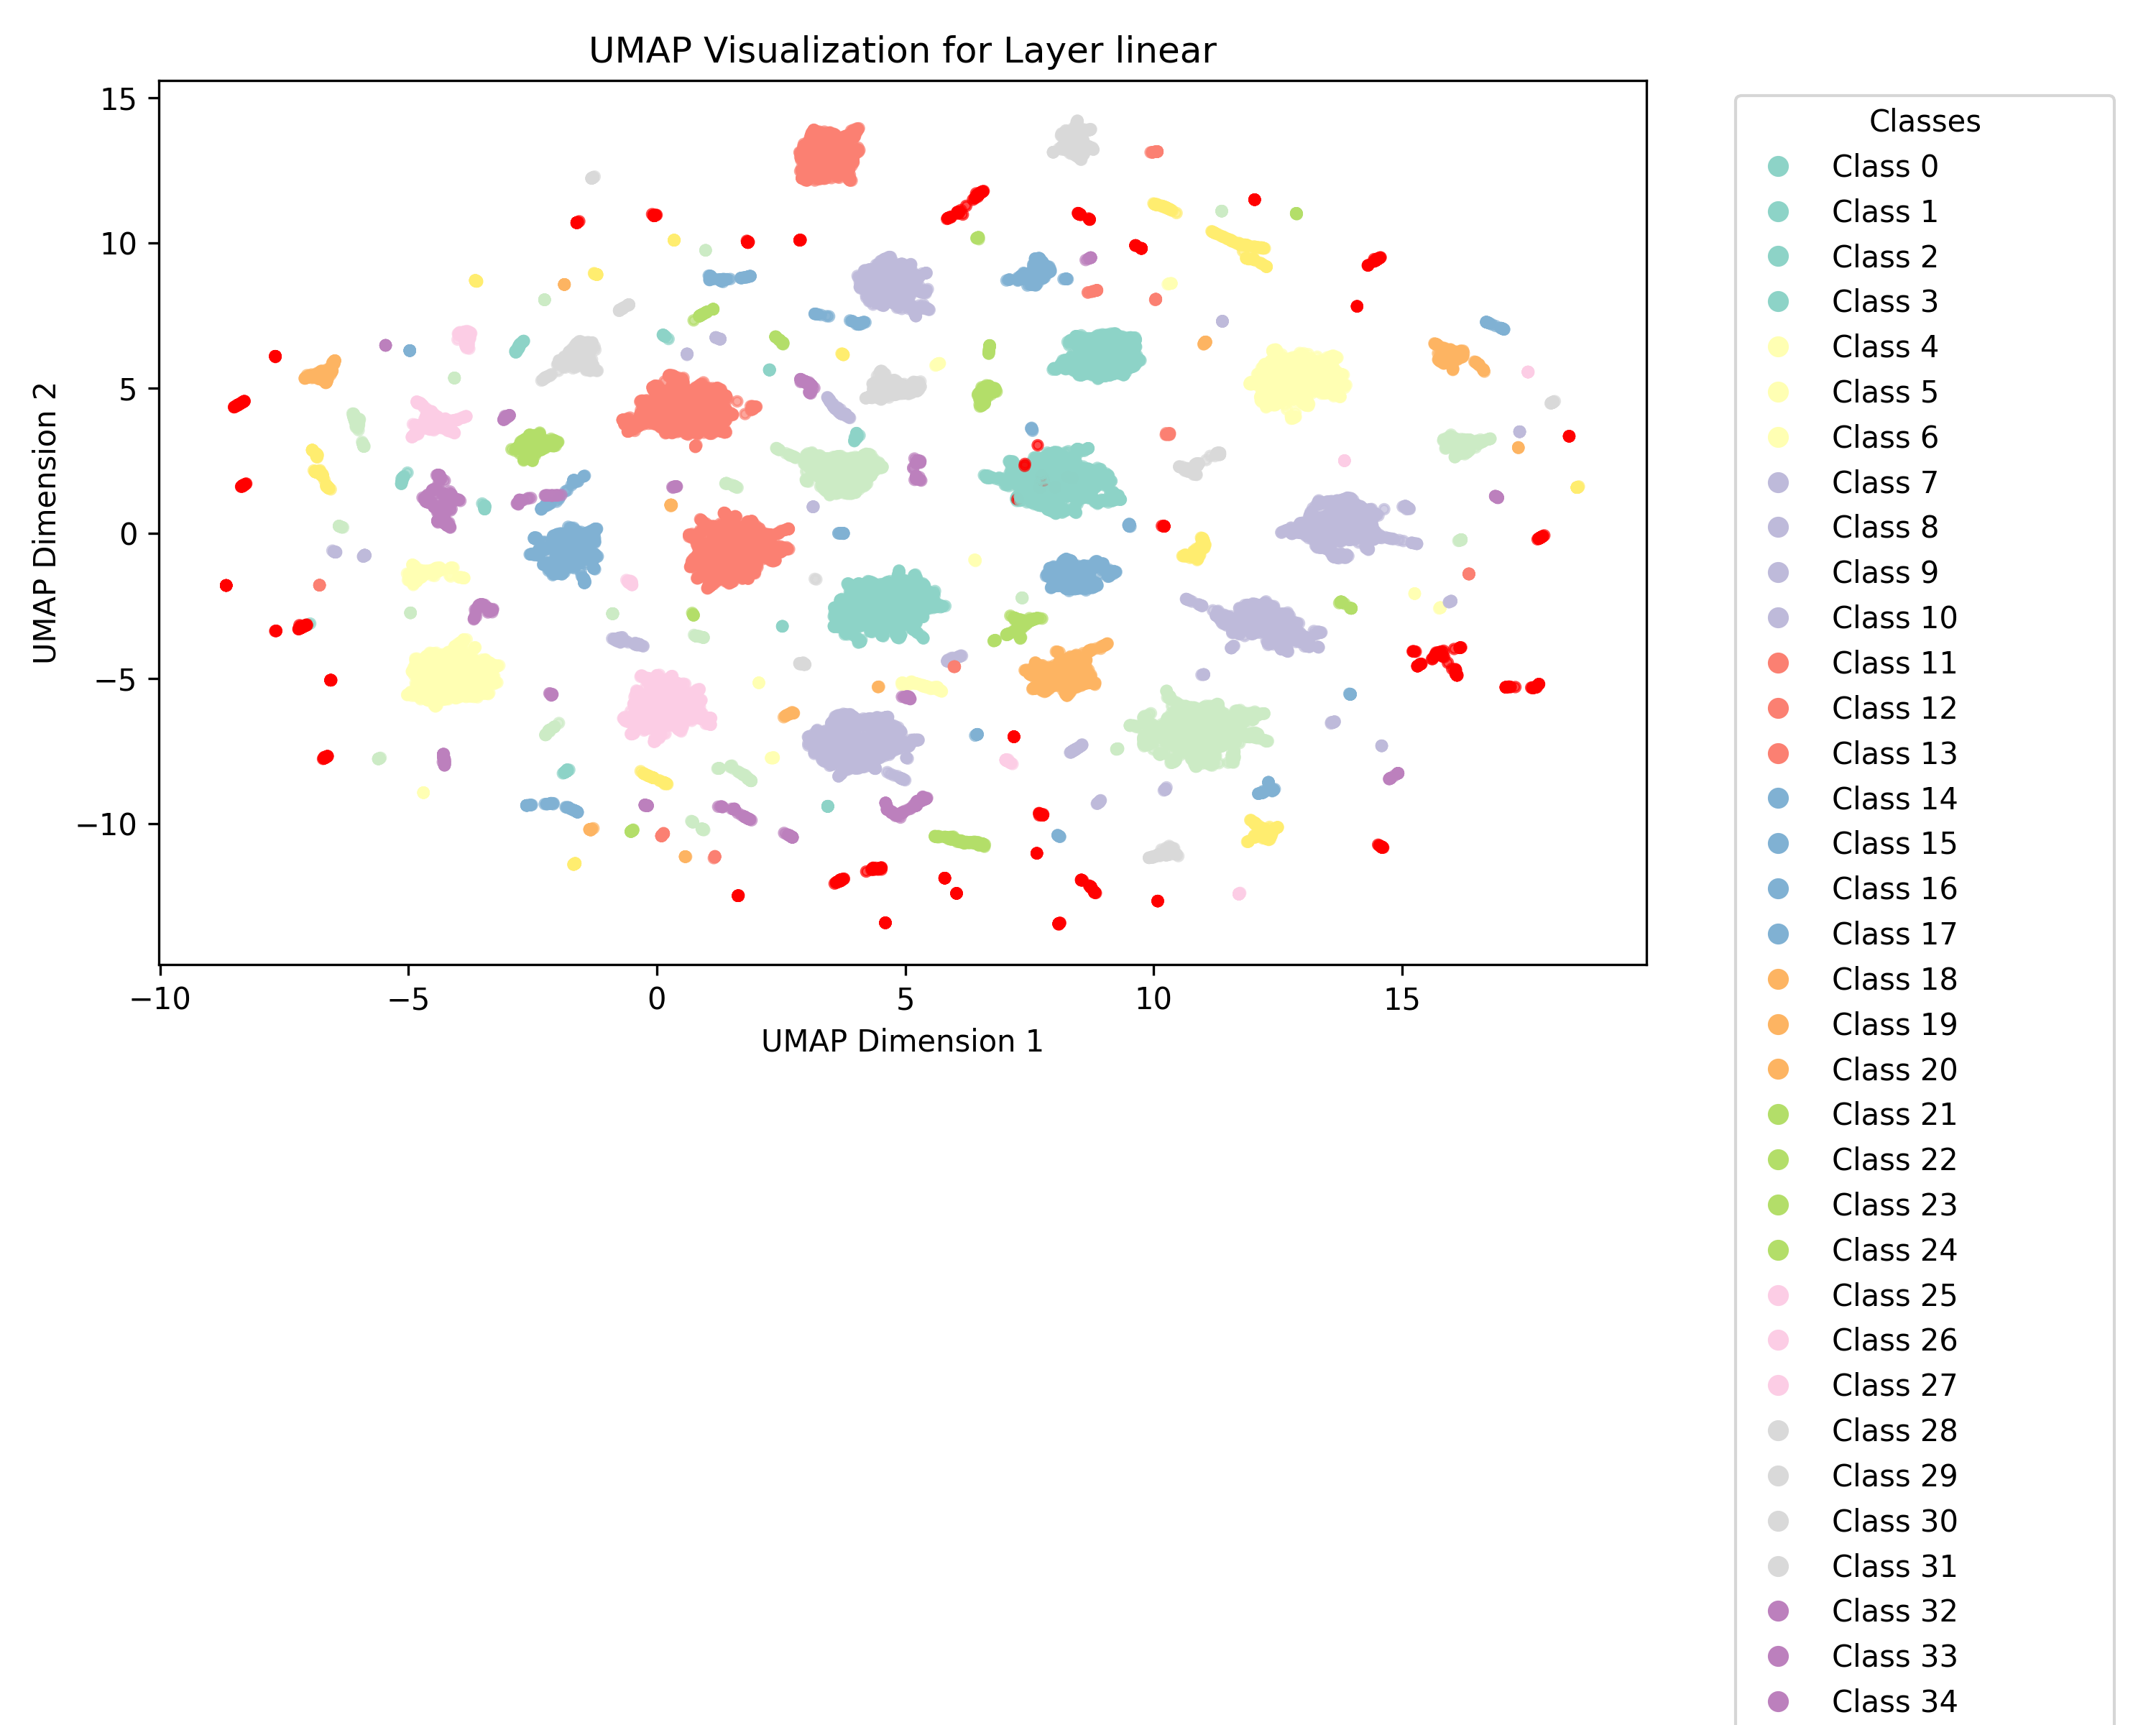 UMAP Visualization for Layer linear
15
10
5
0
−5
−10
UMAP Dimension 2
−10
−5
0
5
10
15
UMAP Dimension 1
Classes
Class 0
Class 1
Class 2
Class 3
Class 4
Class 5
Class 6
Class 7
Class 8
Class 9
Class 10
Class 11
Class 12
Class 13
Class 14
Class 15
Class 16
Class 17
Class 18
Class 19
Class 20
Class 21
Class 22
Class 23
Class 24
Class 25
Class 26
Class 27
Class 28
Class 29
Class 30
Class 31
Class 32
Class 33
Class 34